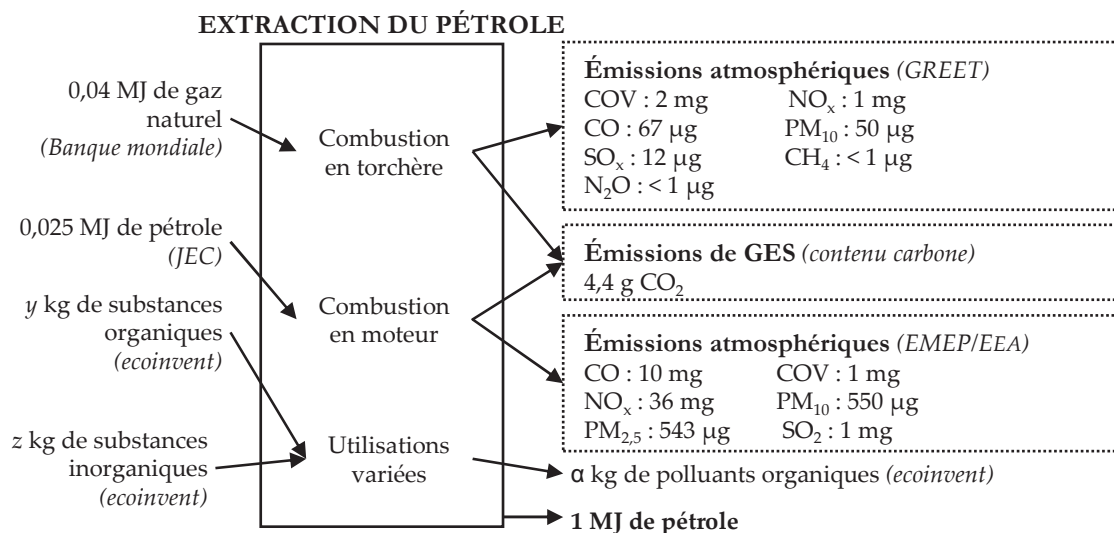 EXTRACTION DU PÉTROLE
0,04 MJ de gaz
naturel
(Banque mondiale)
0,025 MJ de pétrole
(JEC)
y kg de substances
organiques
(ecoinvent)
z kg de substances
inorganiques
(ecoinvent)
Combustion
en torchère
Combustion
en moteur
Utilisations
variées
Émissions atmosphériques (GREET)
COV : 2 mg NOx : 1 mg
CO : 67 µg PM10 : 50 µg
SOx : 12 µg CH4 : < 1 µg
N2O : < 1 µg
Émissions de GES (contenu carbone)
4,4 g CO2
Émissions atmosphériques (EMEP/EEA)
CO : 10 mg COV : 1 mg
NOx : 36 mg PM10 : 550 µg
PM2,5 : 543 µg SO2 : 1 mg
α kg de polluants organiques (ecoinvent)
1 MJ de pétrole